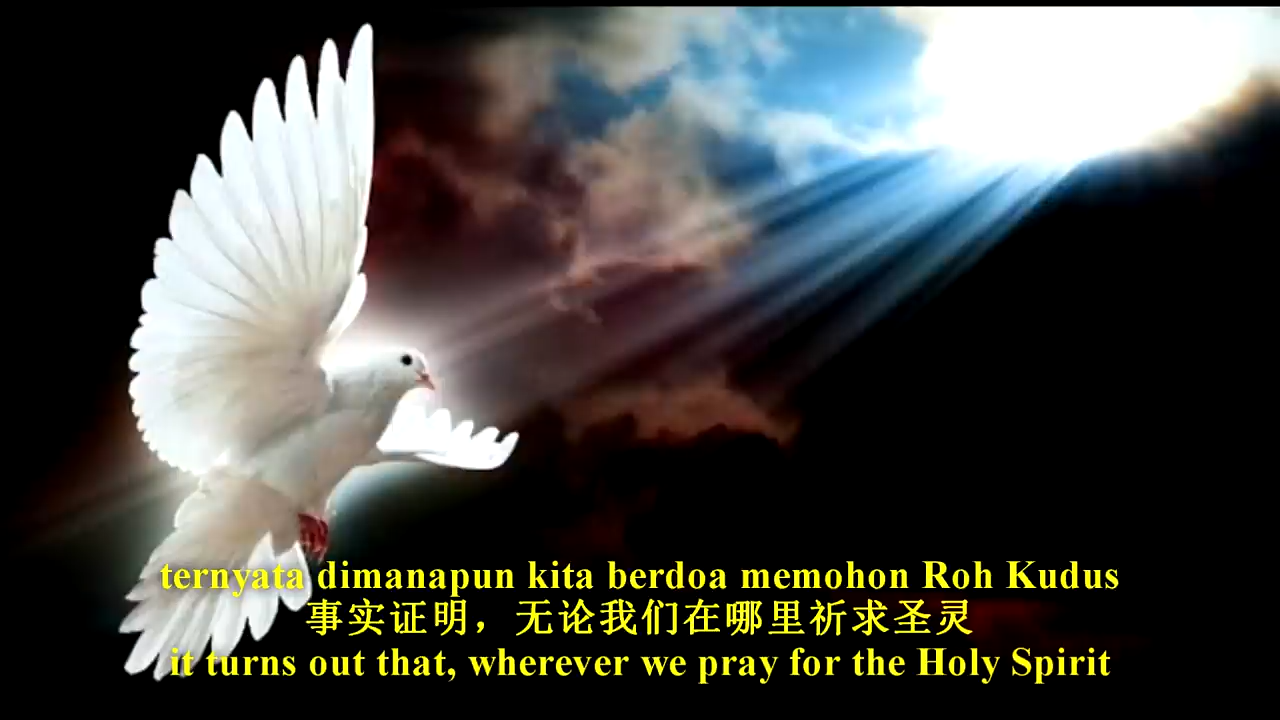 ternyata dimanapun kita berdoa memohon Roh Kudus
事实证明，无论我们在哪里祈求圣灵
it turns out that, wherever we pray for the Holy Spirit